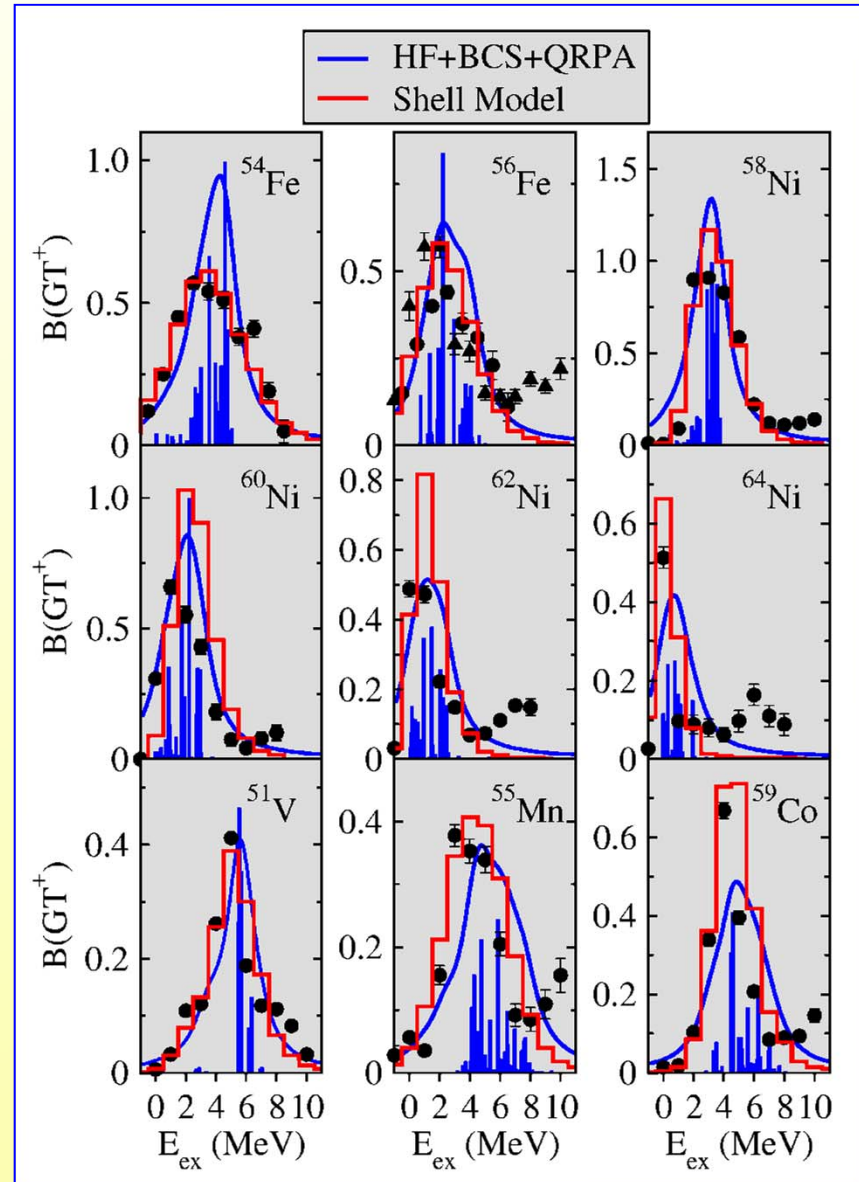 HF+BCS+QRPA
Shell Model
⁵⁴Fe
⁵⁶Fe
⁵⁸Ni
B(GT⁺)
1.0
0.5
0
0.5
0
1.5
1.0
0.5
0
⁶⁰Ni
⁶²Ni
⁶⁴Ni
B(GT⁺)
1.0
0.5
0
0.8
0.6
0.4
0.2
0
0.6
0.4
0.2
0
⁵¹V
⁵⁵Mn
⁵⁹Co
B(GT⁺)
0.4
0.2
0
0.4
0.2
0
0.6
0.4
0.2
0
0 2 4 6 8 10
0 2 4 6 8 10
0 2 4 6 8 10
E_ex (MeV)
E_ex (MeV)
E_ex (MeV)